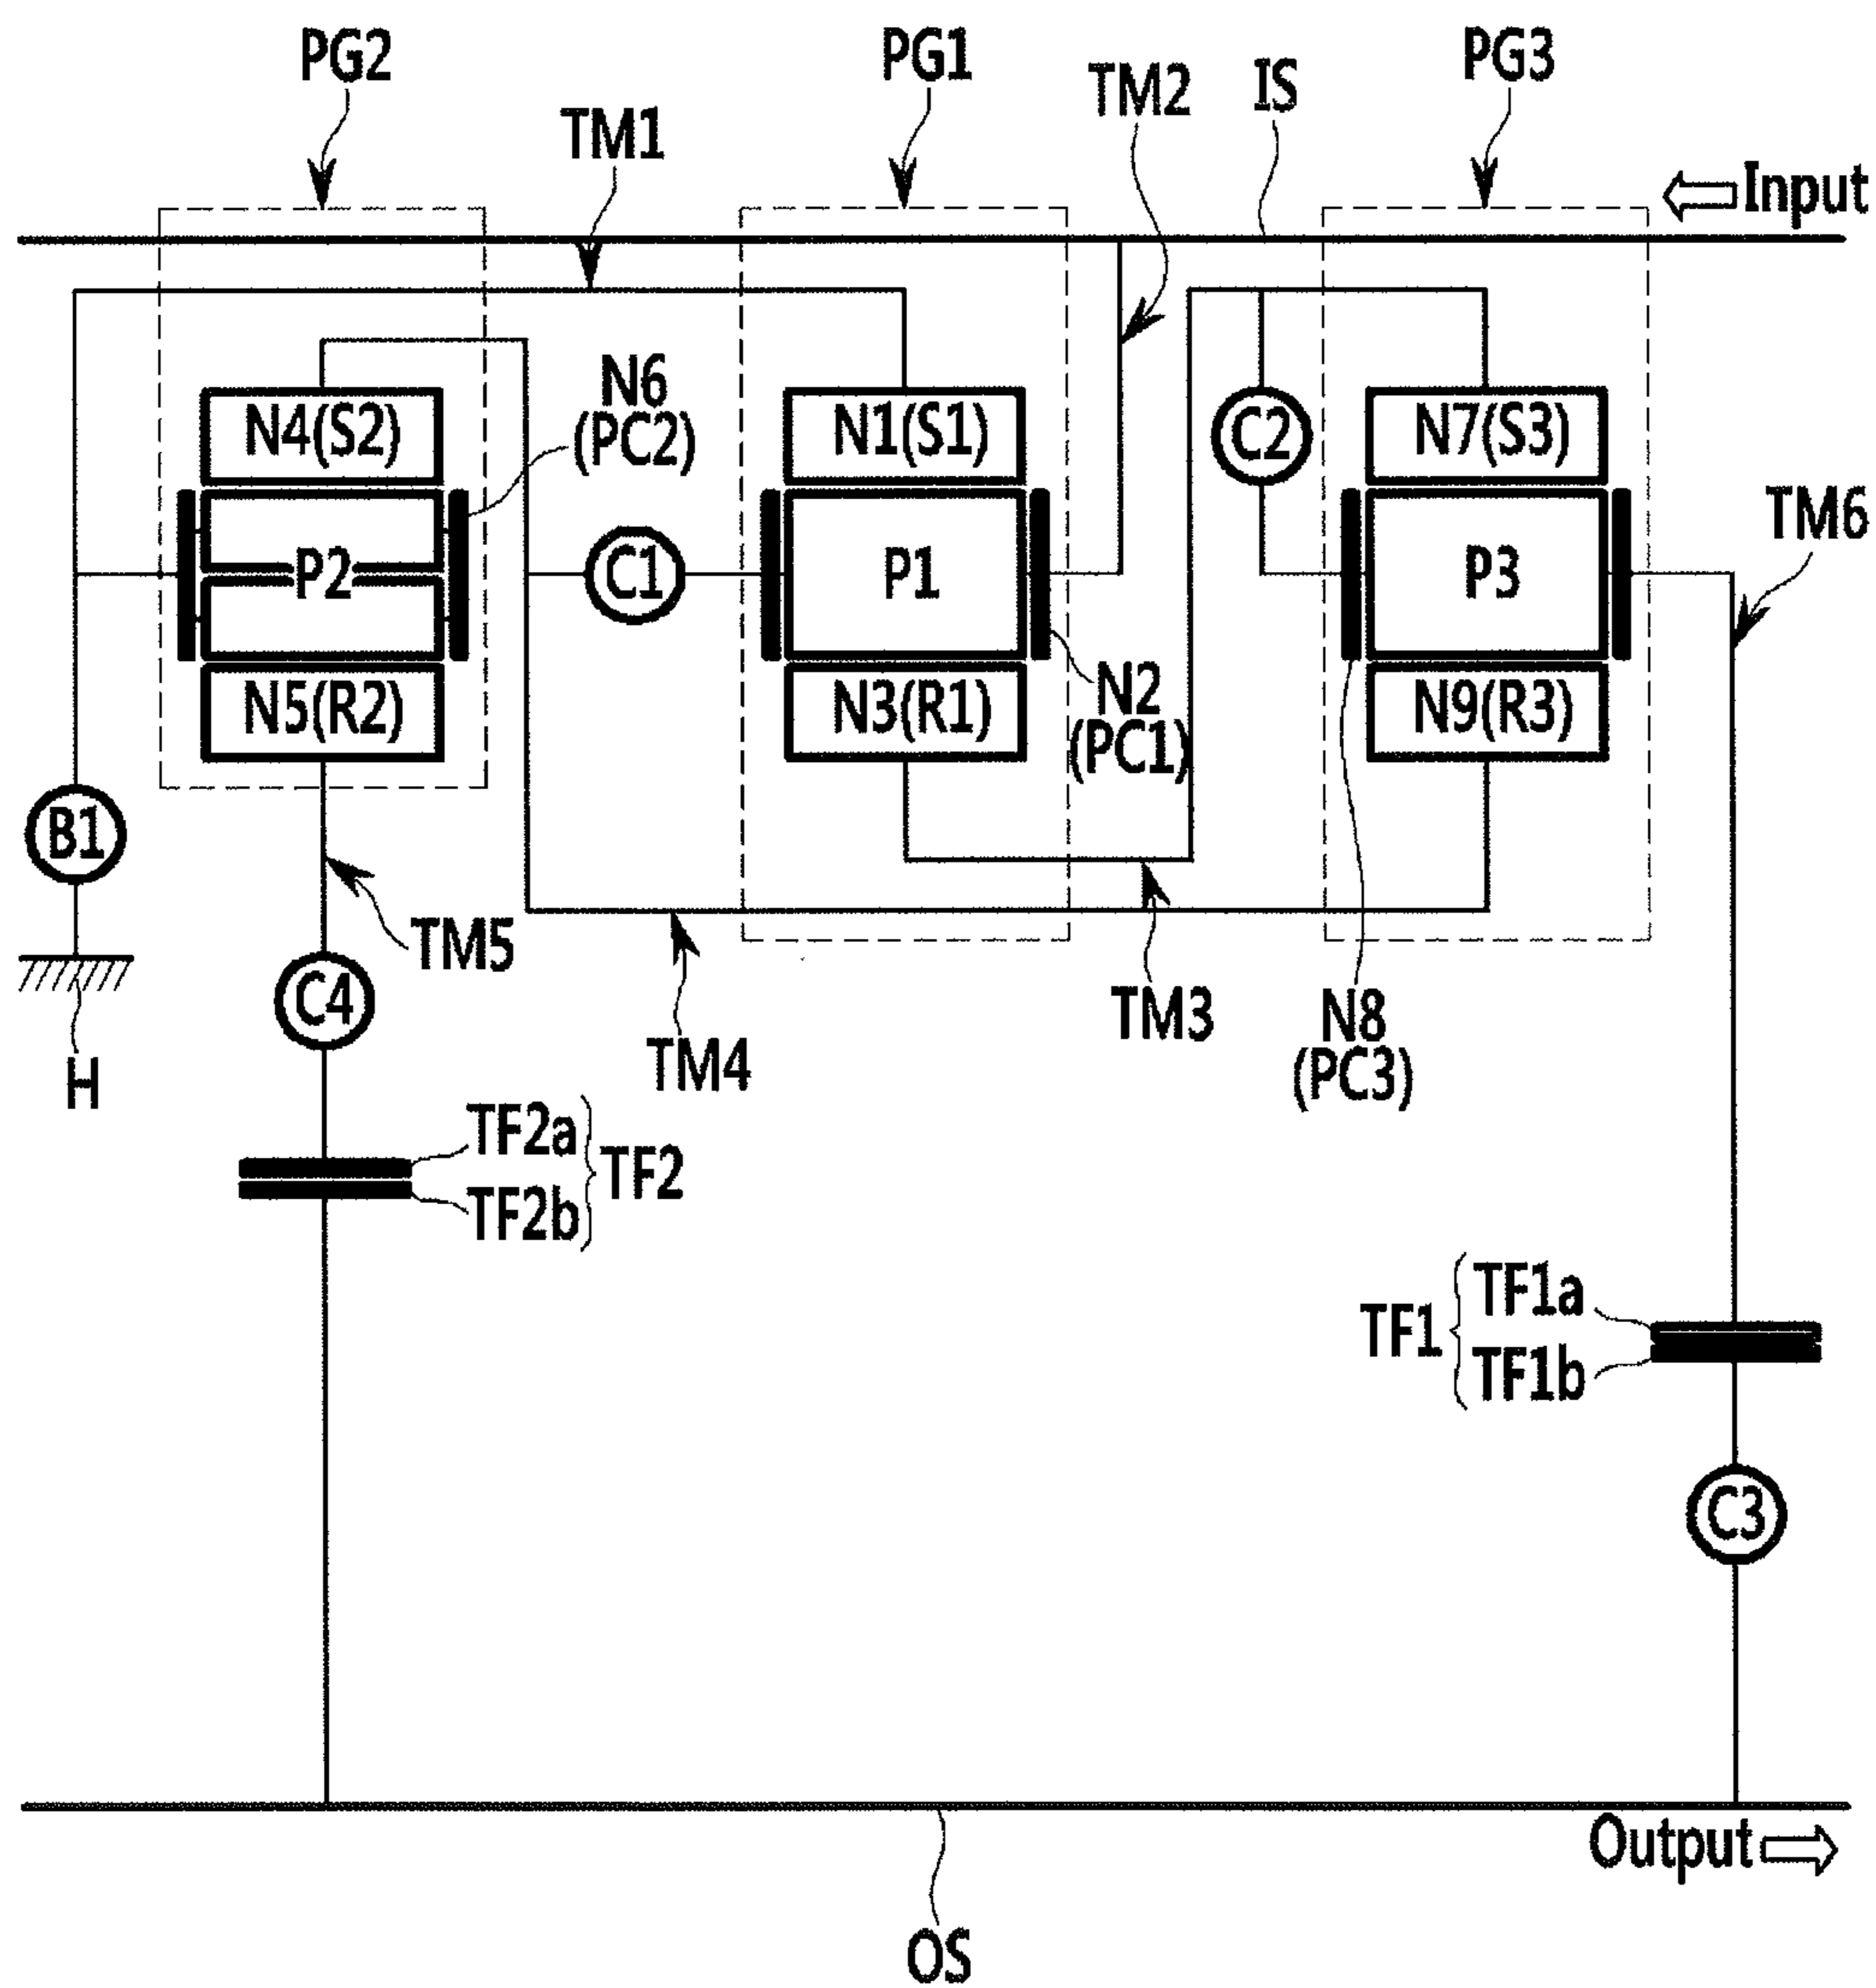 PG2
PG1
TM2
IS
PG3
TM1
Input
N6
(PC2)
N4(S2)
N1(S1)
C2
N7(S3)
TM6
P2
C1
P1
P3
N5(R2)
N3(R1)
N2
(PC1)
N9(R3)
B1
TM5
C4
TM3
N8
(PC3)
H
TM4
TF2a
TF2
TF2b
TF1a
TF1
TF1b
C3
Output
OS